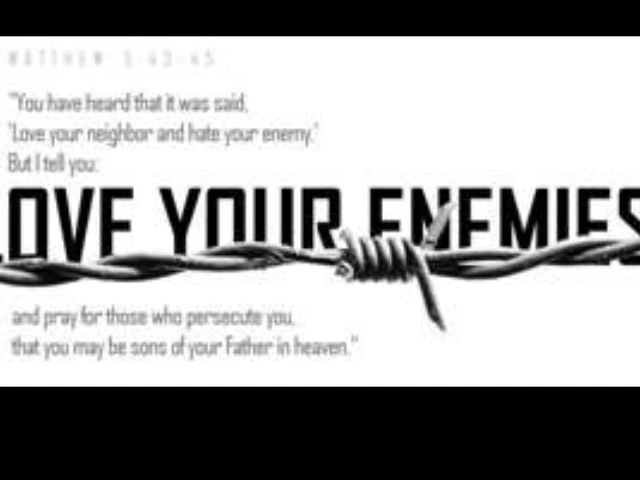 MATTHEW 5:43-45
"You have heard that it was said,
'Love your neighbor and hate your enemy.'
But I tell you:
LOVE YOUR ENEMIES
and pray for those who persecute you,
that you may be sons of your Father in heaven."